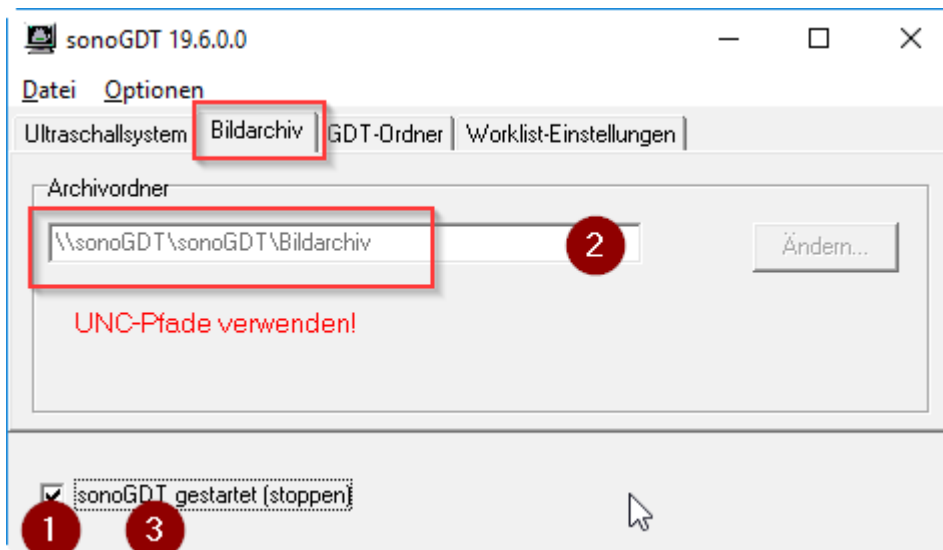 sonoGDT 19.6.0.0
Datei Optionen
Ultraschallsystem Bildarchiv GDT-Ordner Worklist-Einstellungen
Archivordner
\\sonoGDT\sonoGDT\Bildarchiv 2 Ändern...
UNC-Pfade verwenden!
sonoGDT gestartet (stoppen)
1 3